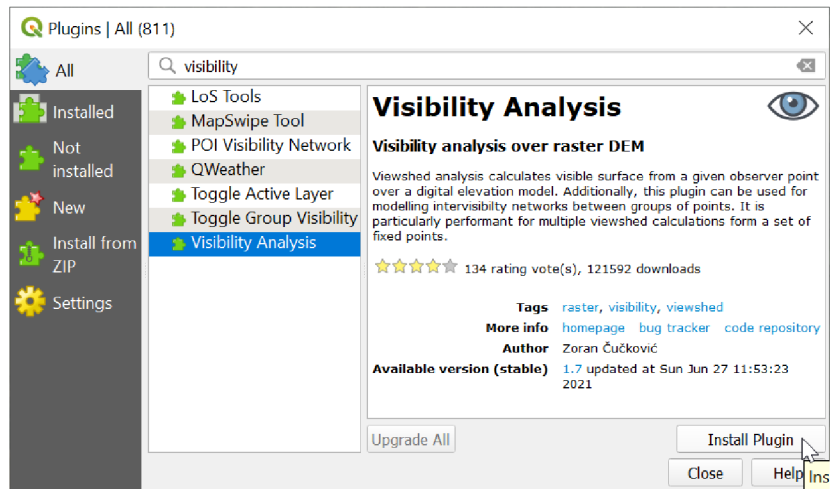 Plugins | All (811)
All
Installed
Not
installed
New
Install from
ZIP
Settings
visibility
LoS Tools
MapSwipe Tool
POI Visibility Network
QWeather
Toggle Active Layer
Toggle Group Visibility
Visibility Analysis
Visibility Analysis
Visibility analysis over raster DEM
Viewshed analysis calculates visible surface from a given observer point
over a digital elevation model. Additionally, this plugin can be used for
modelling intervisibility networks between groups of points. It is
particularly performant for multiple viewshed calculations form a set of
fixed points.
134 rating vote(s), 121592 downloads
Tags raster, visibility, viewshed
More info homepage bug tracker code repository
Author Zoran Čučković
Available version (stable) 1.7 updated at Sun Jun 27 11:53:23
2021
Upgrade All
Install Plugin
Close
Help
Ins